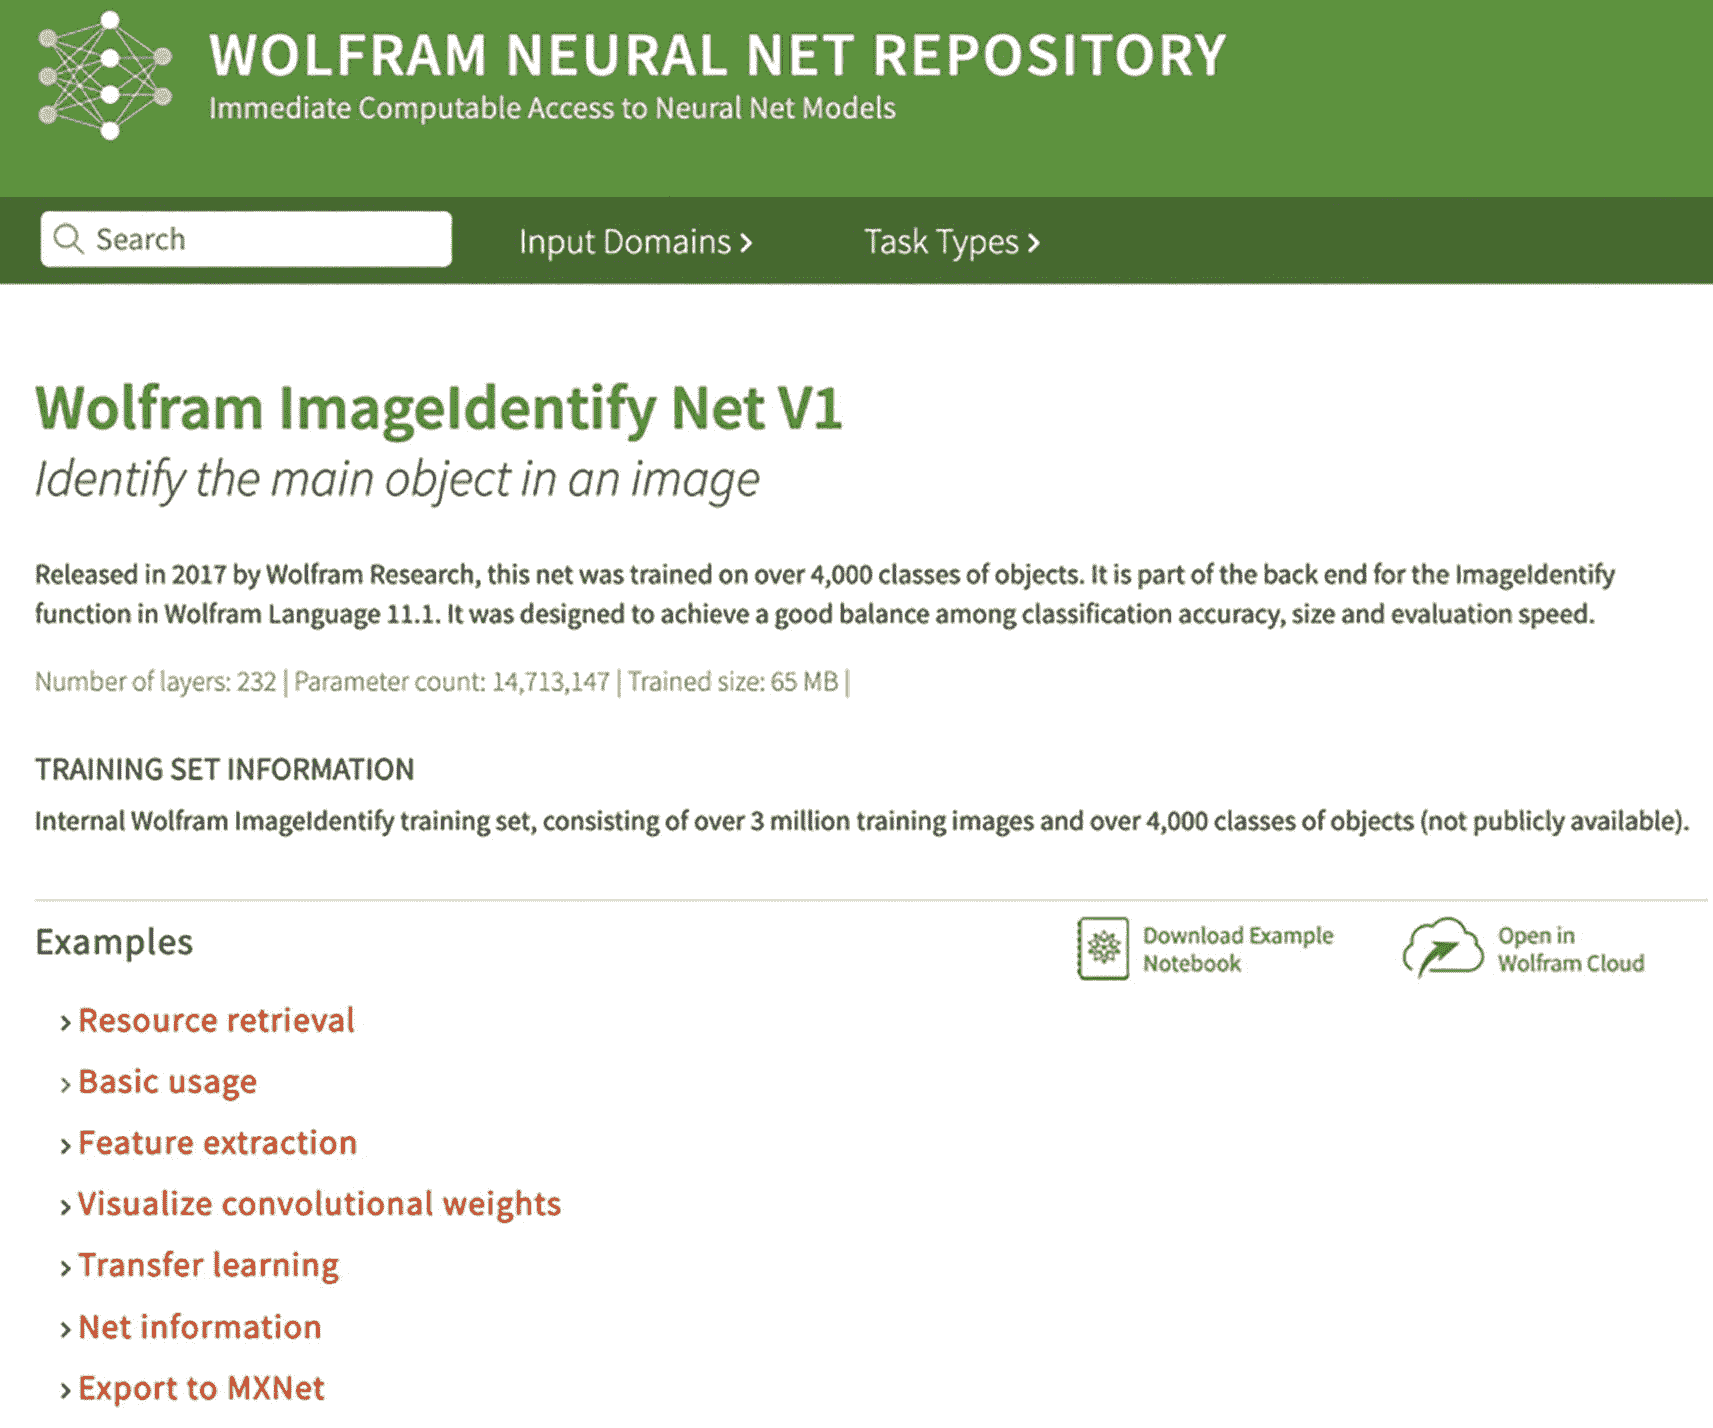 WOLFRAM NEURAL NET REPOSITORY
Immediate Computable Access to Neural Net Models
Search
Input Domains ›
Task Types ›
Wolfram ImageIdentify Net V1
Identify the main object in an image
Released in 2017 by Wolfram Research, this net was trained on over 4,000 classes of objects. It is part of the back end for the ImageIdentify
function in Wolfram Language 11.1. It was designed to achieve a good balance among classification accuracy, size and evaluation speed.
Number of layers: 232 | Parameter count: 14,713,147 | Trained size: 65 MB |
TRAINING SET INFORMATION
Internal Wolfram ImageIdentify training set, consisting of over 3 million training images and over 4,000 classes of objects (not publicly available).
Examples
Download Example
Notebook
Open in
Wolfram Cloud
› Resource retrieval
› Basic usage
› Feature extraction
› Visualize convolutional weights
› Transfer learning
› Net information
› Export to MXNet